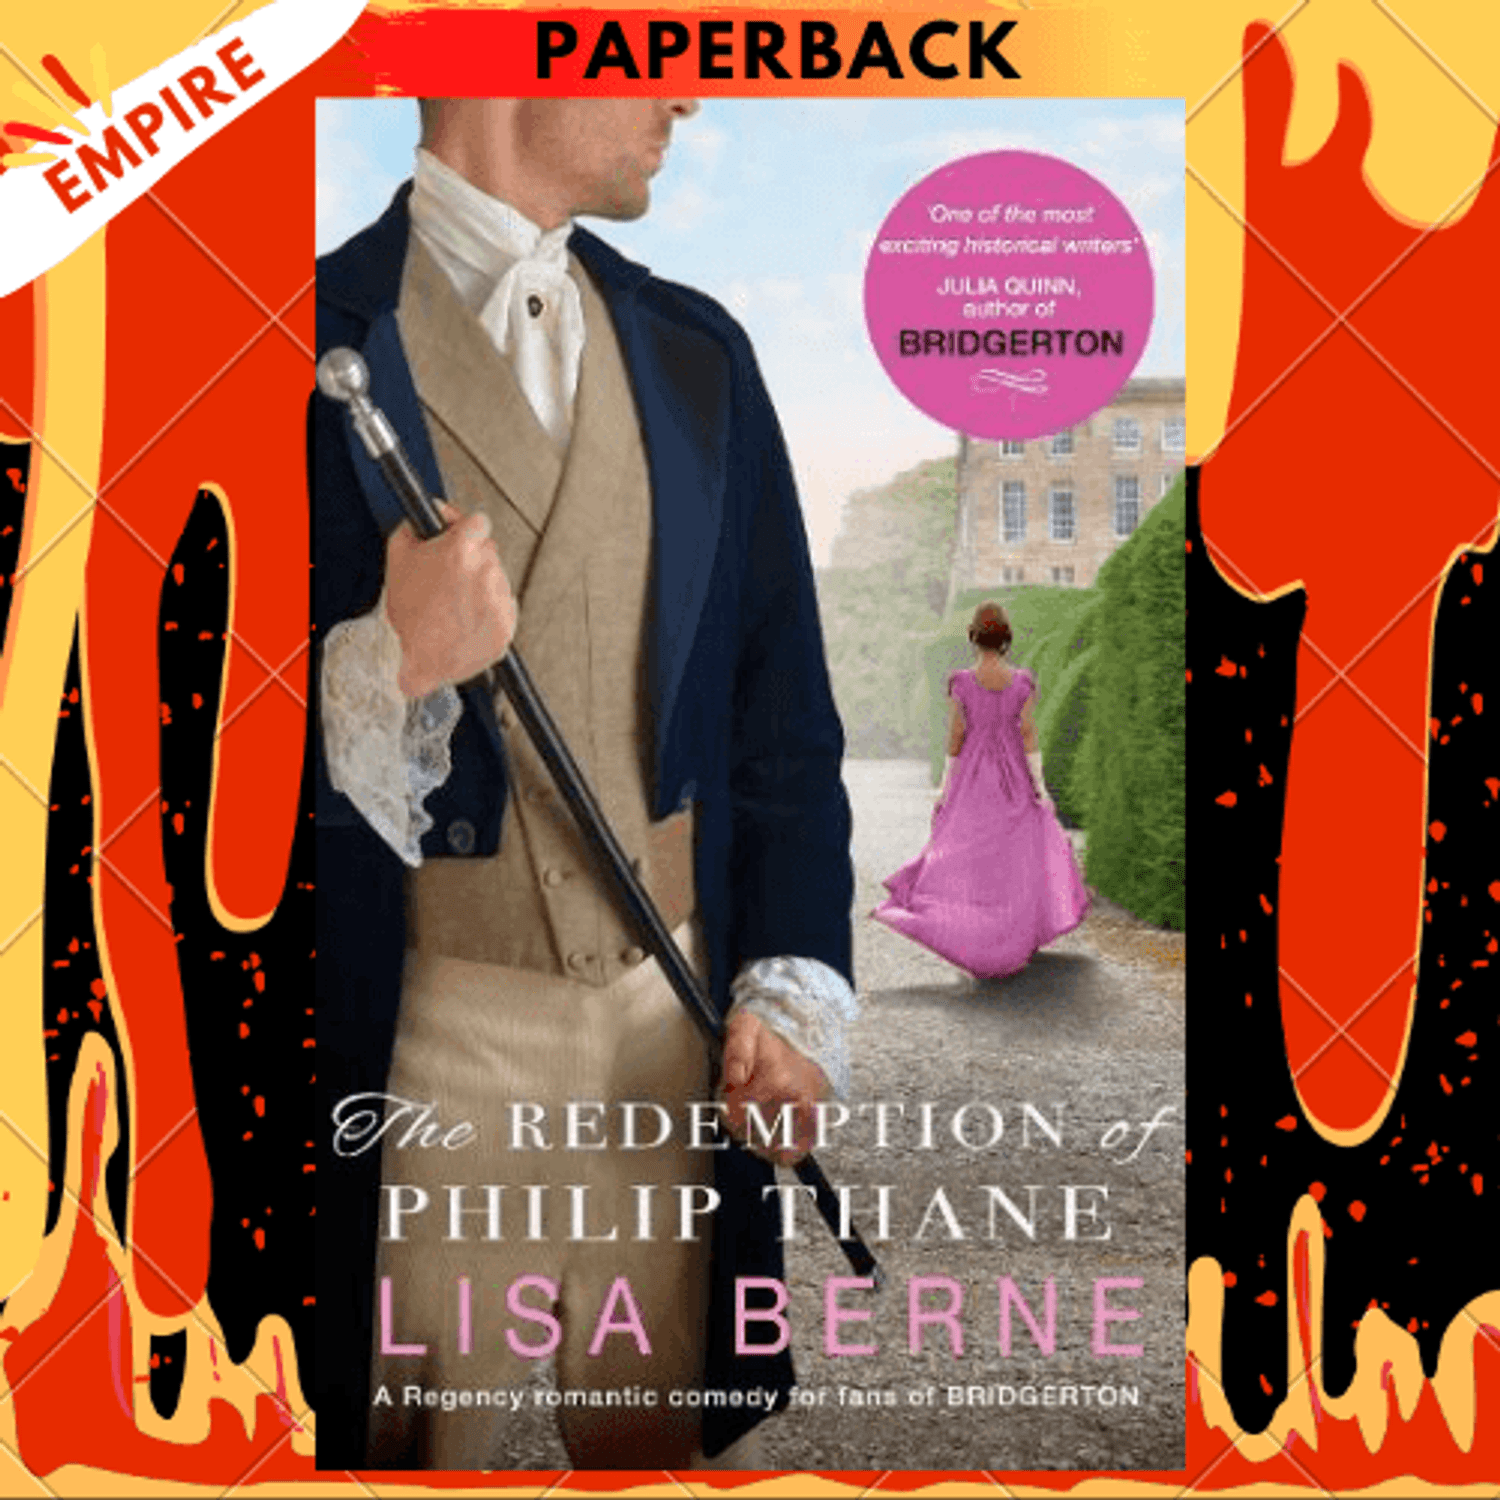 PAPERBACK
EMPIRE
'One of the most
exciting historical writers'
JULIA QUINN,
author of
BRIDGERTON
The REDEMPTION of
PHILIP THANE
LISA BERNE
A Regency romantic comedy for fans of BRIDGERTON